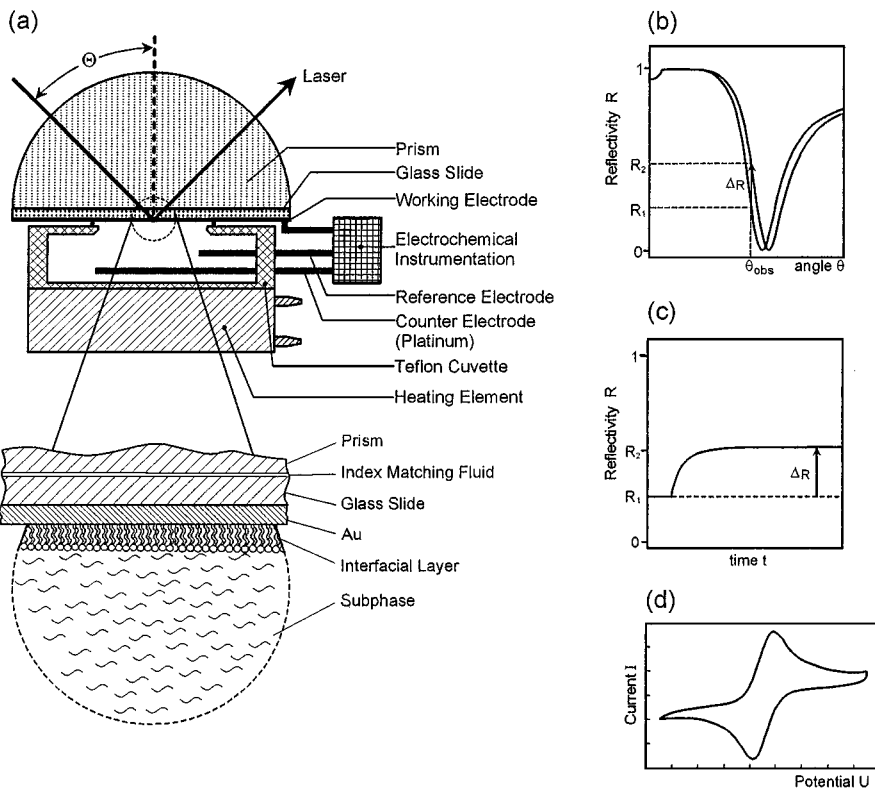 (a)
Θ
Laser
Prism
Glass Slide
Working Electrode
Electrochemical
Instrumentation
Reference Electrode
Counter Electrode
(Platinum)
Teflon Cuvette
Heating Element
Prism
Index Matching Fluid
Glass Slide
Au
Interfacial Layer
Subphase
(b)
Reflectivity R
1
R₂
ΔR
R₁
0
θobs
angle θ
(c)
Reflectivity R
1
R₂
ΔR
R₁
0
time t
(d)
Current I
Potential U